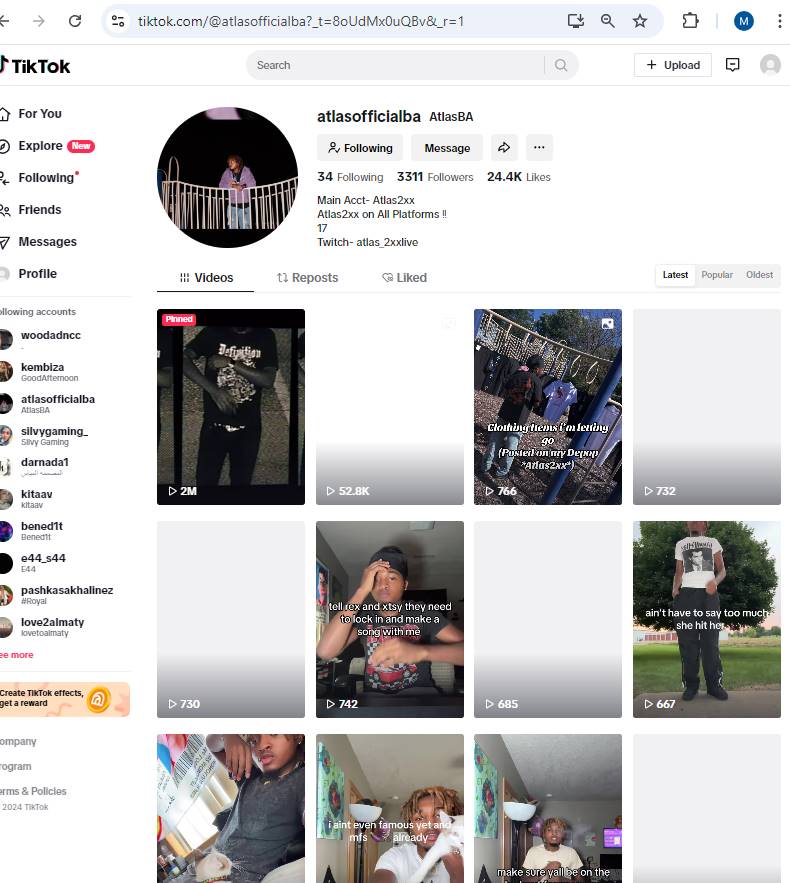 tiktok.com/@atlasofficialba?_t=8oUdMx0uQBv&_r=1
M
TikTok
Search
Upload
For You
Explore New
Following
Friends
Messages
Profile
ollowing accounts
woodadncc
.
kembiza
GoodAfternoon
atlasofficialba
AtlasBA
silvygaming_
Silvy Gaming
darnada1
kitaav
kitaav
bened1t
Bened1t
e44_s44
E44
pashkasakhalinez
#Royal
love2almaty
lovetoalmaty
ee more
Create TikTok effects,
get a reward
ompany
rogram
erms & Policies
2024 TikTok
atlasofficialba AtlasBA
Following
Message
...
34 Following 3311 Followers 24.4K Likes
Main Acct- Atlas2xx
Atlas2xx on All Platforms ‼
17
Twitch- atlas_2xxlive
Videos
Reposts
Liked
Latest
Popular
Oldest
Pinned
Definition
2M
52.8K
Clothing items i'm letting
go
(Posted on my Depop
"Atlas2xx")
766
732
730
tell rex and xtsy they need
to lock in and make a
song with me
742
685
ain't have to say too much
she hit her
667
i aint even famous yet and
mfs already
make sure yall be on the